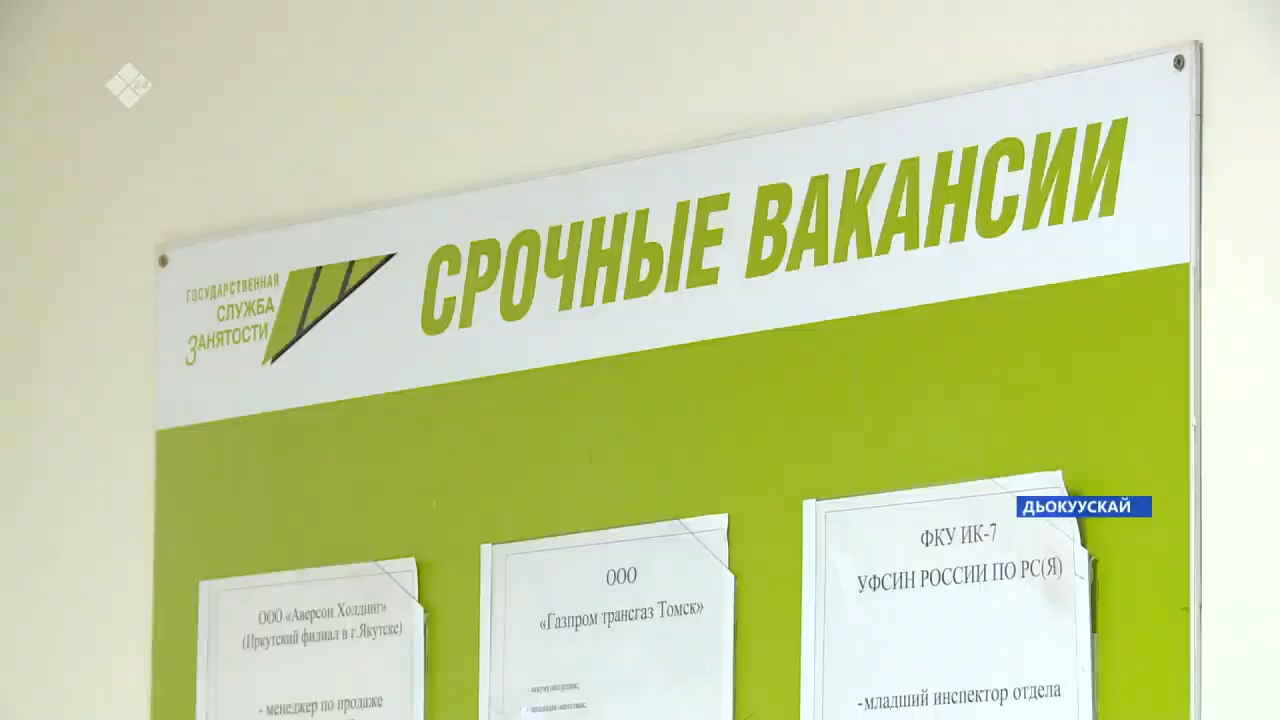 СРОЧНЫЕ ВАКАНСИИ
ГОСУДАРСТВЕННАЯ
СЛУЖБА
ЗАНЯТОСТИ
ДЬОКУУСКАЙ
ООО «Аверсон Холдинг»
(Иркутский филиал в г.Якутске)
- менеджер по продаже
ООО
«Газпром трансгаз Томск»
- аккумуляторщик;
ФКУ ИК-7
УФСИН РОССИИ ПО РС(Я)
-младший инспектор отдела